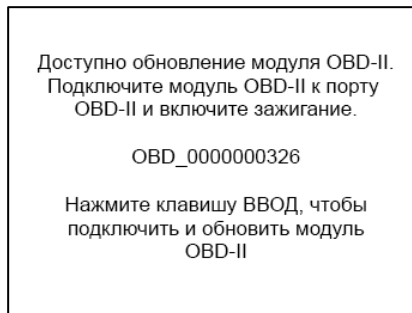 Доступно обновление модуля OBD-II.
Подключите модуль OBD-II к порту
OBD-II и включите зажигание.
OBD_0000000326
Нажмите клавишу ВВОД, чтобы
подключить и обновить модуль
OBD-II